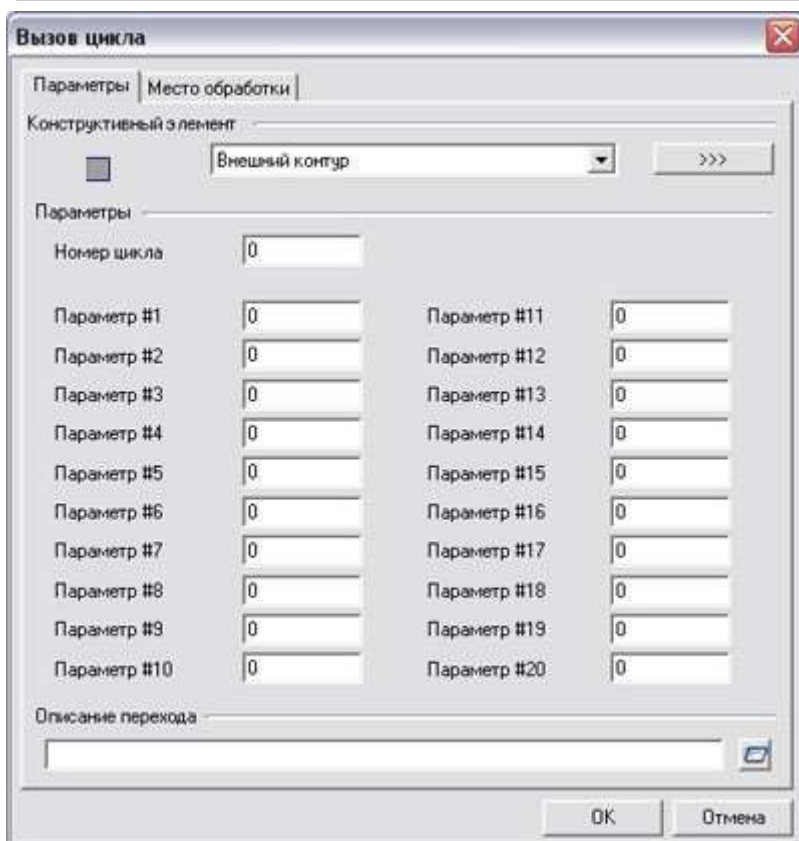 Вызов цикла
Параметры Место обработки
Конструктивный элемент
Внешний контур >>>
Параметры
Номер цикла 0
Параметр #1 0 Параметр #11 0
Параметр #2 0 Параметр #12 0
Параметр #3 0 Параметр #13 0
Параметр #4 0 Параметр #14 0
Параметр #5 0 Параметр #15 0
Параметр #6 0 Параметр #16 0
Параметр #7 0 Параметр #17 0
Параметр #8 0 Параметр #18 0
Параметр #9 0 Параметр #19 0
Параметр #10 0 Параметр #20 0
Описание перехода
OK Отмена